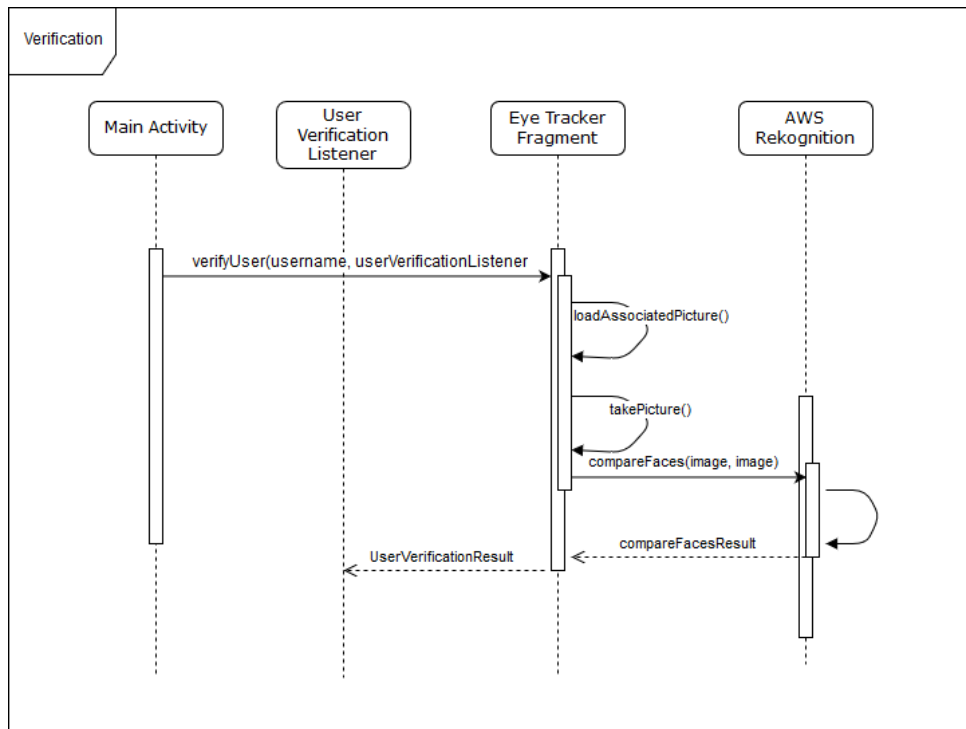 Verification
Main Activity
User
Verification
Listener
Eye Tracker
Fragment
AWS
Rekognition
verifyUser(username, userVerificationListener
loadAssociatedPicture()
takePicture()
compareFaces(image, image)
compareFacesResult
UserVerificationResult